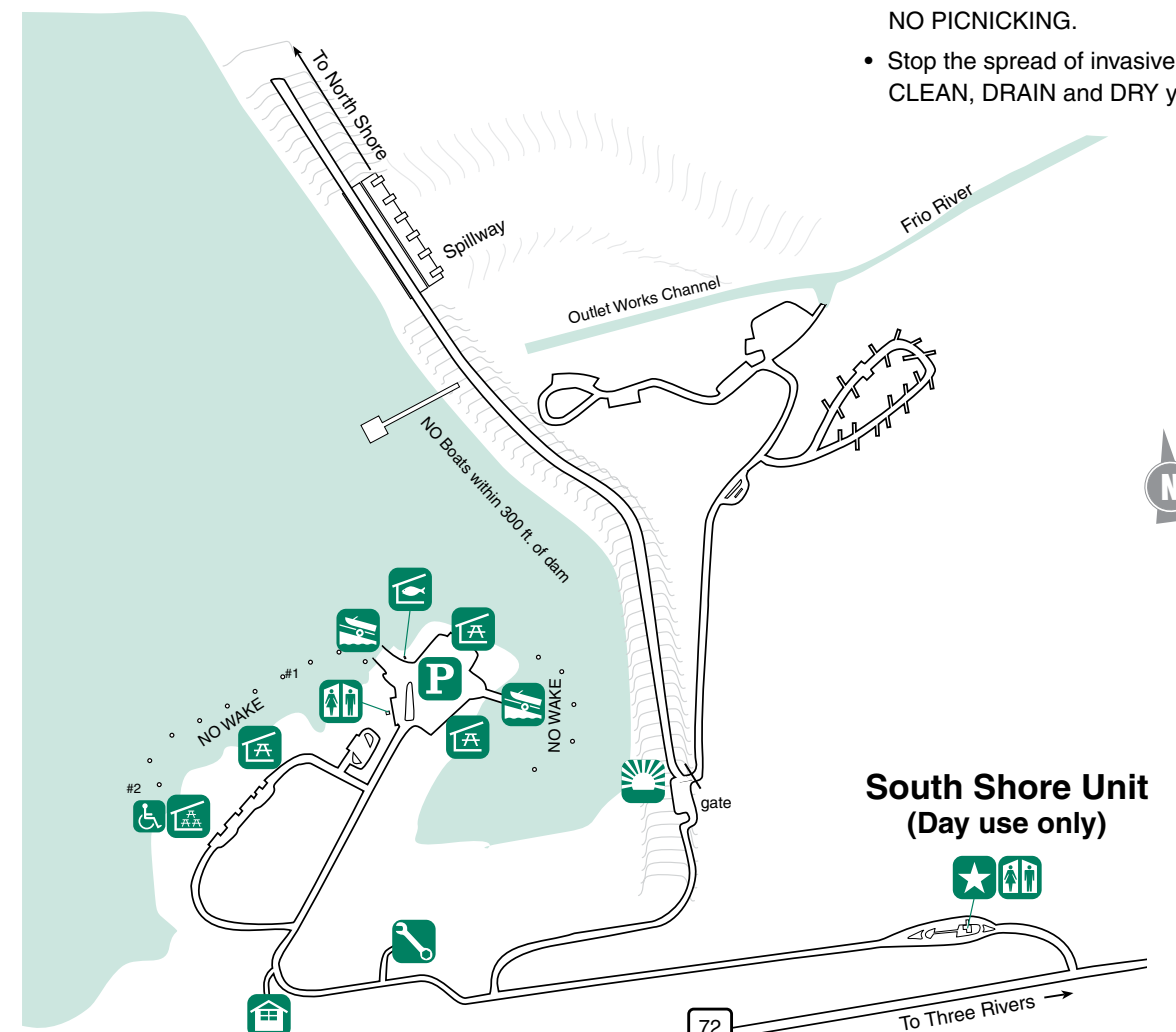 NO PICNICKING.
• Stop the spread of invasive
CLEAN, DRAIN and DRY y
To North Shore
Spillway
Frio River
Outlet Works Channel
NO Boats within 300 ft. of dam
N
P
#1
NO WAKE
NO WAKE
#2
gate
South Shore Unit
(Day use only)
72
To Three Rivers